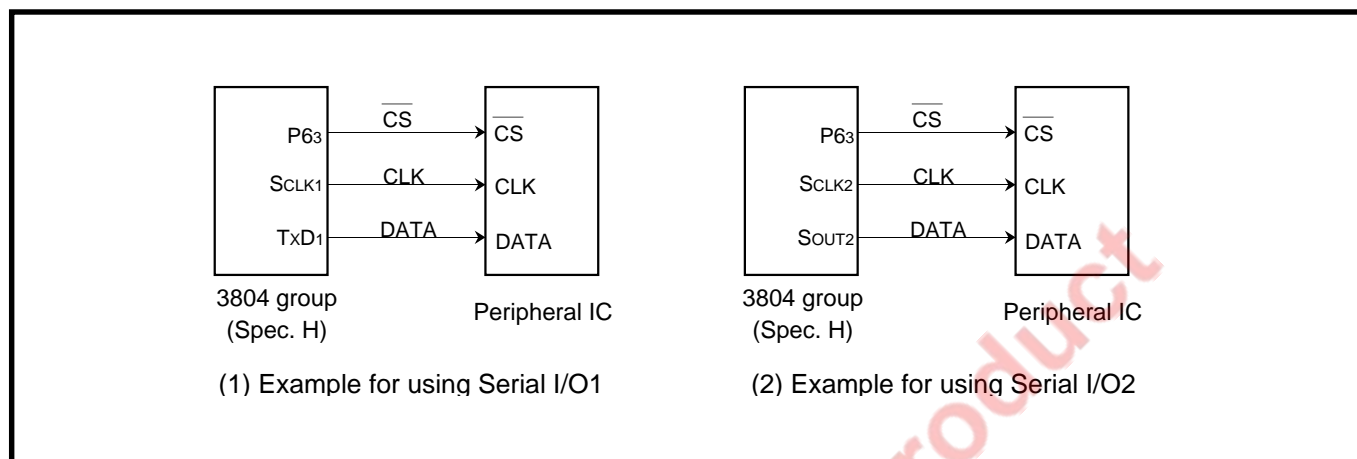 CS
P63
CS
SCLK1
CLK
CLK
TxD1
DATA
DATA
3804 group
(Spec. H)
Peripheral IC
(1) Example for using Serial I/O1
CS
P63
CS
SCLK2
CLK
CLK
SOUT2
DATA
DATA
3804 group
(Spec. H)
Peripheral IC
(2) Example for using Serial I/O2
roduct